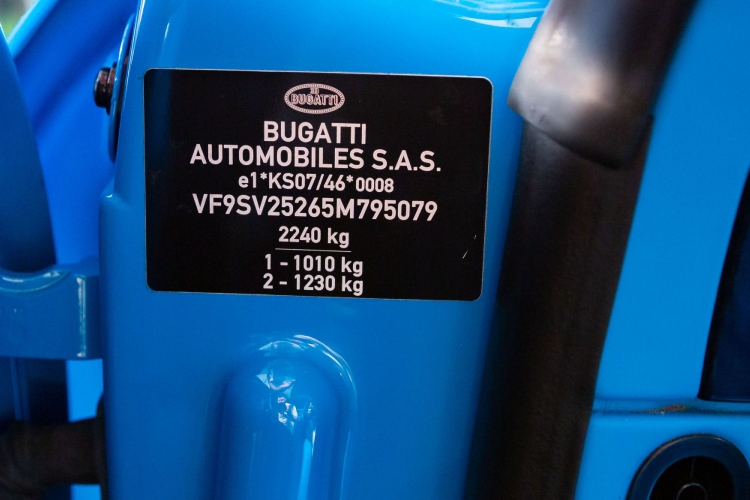 BUGATTI
BUGATTI
AUTOMOBILES S.A.S.
e1*KS07/46*0008
VF9SV25265M795079
2240 kg
1 - 1010 kg
2 - 1230 kg